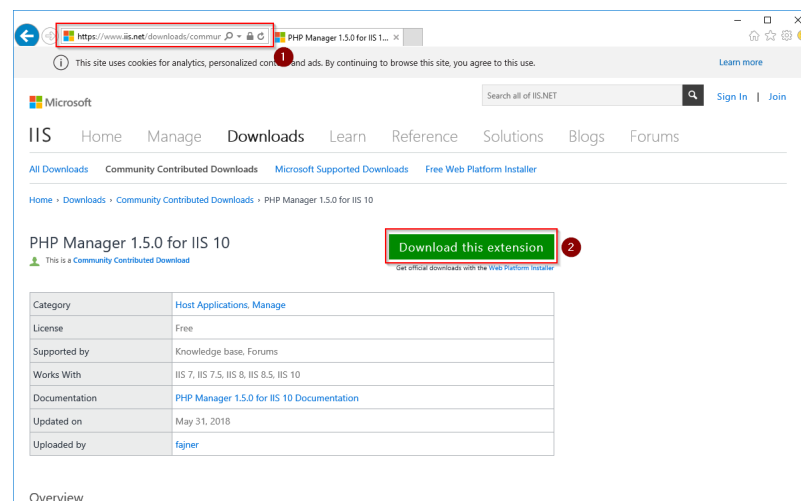 https://www.iis.net/downloads/commur
PHP Manager 1.5.0 for IIS 1...
1
This site uses cookies for analytics, personalized con and ads. By continuing to browse this site, you agree to this use.
Learn more
Microsoft
Search all of IIS.NET
Sign In | Join
IIS Home Manage Downloads Learn Reference Solutions Blogs Forums
All Downloads Community Contributed Downloads Microsoft Supported Downloads Free Web Platform Installer
Home › Downloads › Community Contributed Downloads › PHP Manager 1.5.0 for IIS 10
PHP Manager 1.5.0 for IIS 10
This is a Community Contributed Download
Download this extension
2
Get official downloads with the Web Platform Installer
Category Host Applications, Manage
License Free
Supported by Knowledge base, Forums
Works With IIS 7, IIS 7.5, IIS 8, IIS 8.5, IIS 10
Documentation PHP Manager 1.5.0 for IIS 10 Documentation
Updated on May 31, 2018
Uploaded by fajner
Overview